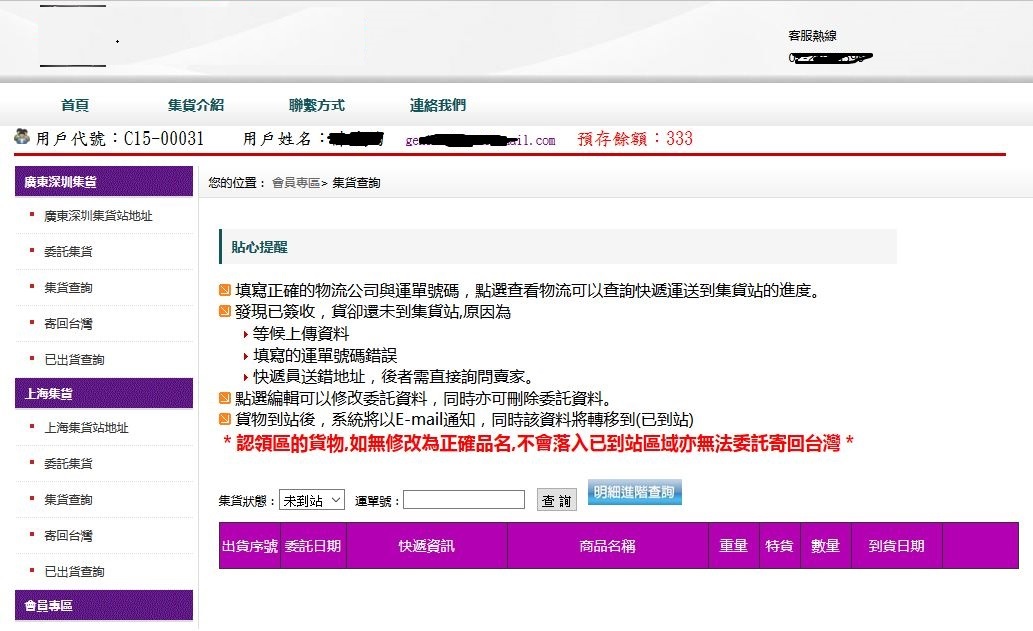 客服熱線
首頁 集貨介紹 聯繫方式 連絡我們
用戶代號：C15-00031 用戶姓名： 預存餘額：333
廣東深圳集貨
您的位置： 會員專區> 集貨查詢
廣東深圳集貨站地址
委託集貨
集貨查詢
寄回台灣
已出貨查詢
上海集貨
上海集貨站地址
委託集貨
集貨查詢
寄回台灣
已出貨查詢
會員專區
貼心提醒
填寫正確的物流公司與運單號碼，點選查看物流可以查詢快遞運送到集貨站的進度。
發現已簽收，貨卻還未到集貨站,原因為
等候上傳資料
填寫的運單號碼錯誤
快遞員送錯地址，後者需直接詢問賣家。
點選編輯可以修改委託資料，同時亦可刪除委託資料。
貨物到站後，系統將以E-mail通知，同時該資料將轉移到(已到站)
* 認領區的貨物,如無修改為正確品名,不會落入已到站區域亦無法委託寄回台灣 *
集貨狀態： 未到站 運單號： 查 詢 明細進階查詢
出貨序號 委託日期 快遞資訊 商品名稱 重量 特貨 數量 到貨日期